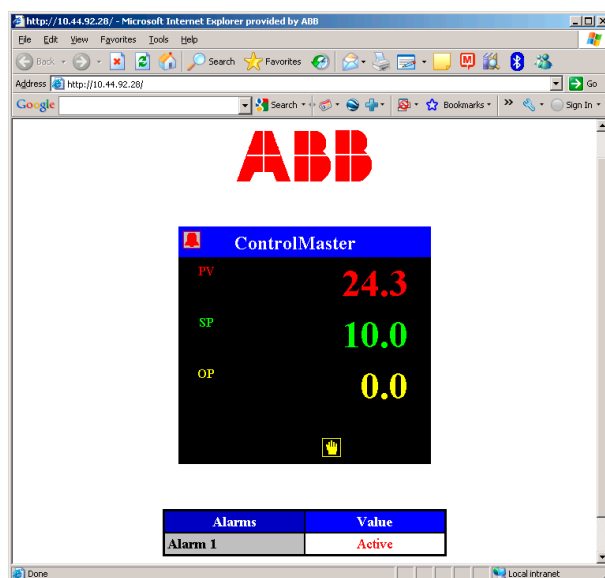 http://10.44.92.28/ - Microsoft Internet Explorer provided by ABB
File Edit View Favorites Tools Help
Back Search Favorites
Address http://10.44.92.28/ Go
Google Search Bookmarks Sign In
ABB
ControlMaster
PV 24.3
SP 10.0
OP 0.0
Alarms Value
Alarm 1 Active
Done Local intranet